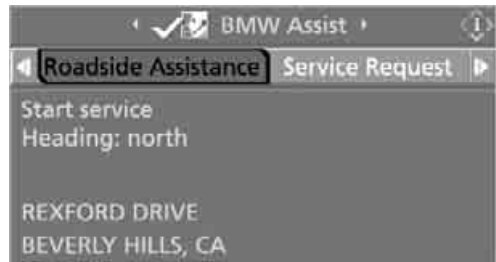 BMW Assist
Roadside Assistance Service Request
Start service
Heading: north
REXFORD DRIVE
BEVERLY HILLS, CA